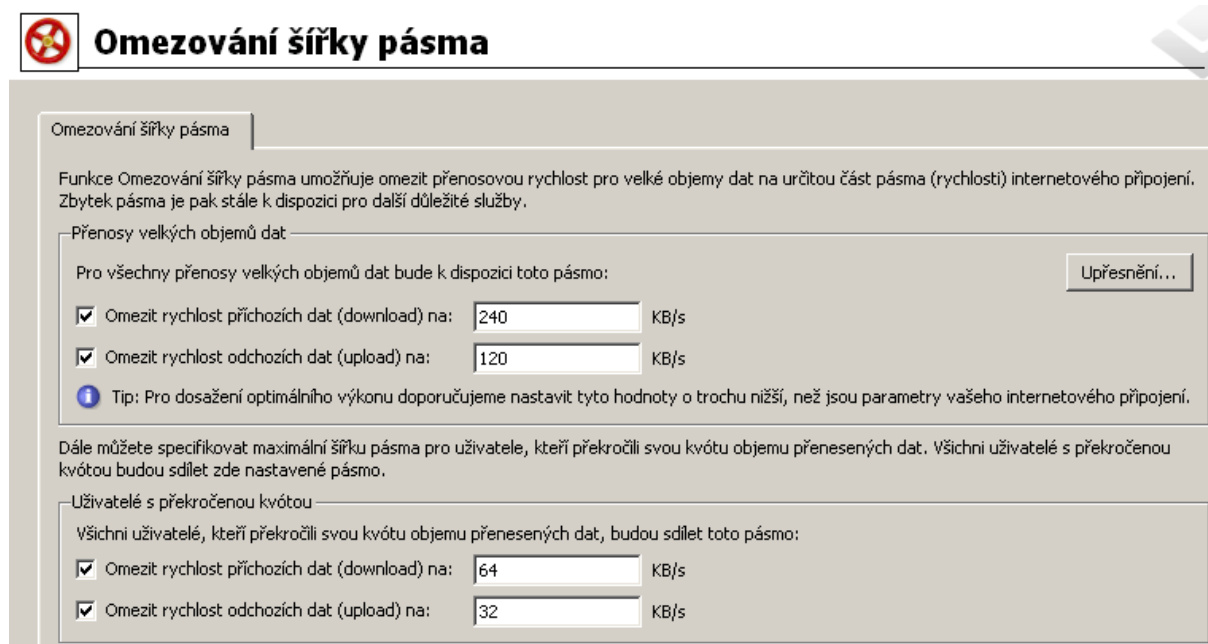 Omezování šířky pásma
Omezování šířky pásma
Funkce Omezování šířky pásma umožňuje omezit přenosovou rychlost pro velké objemy dat na určitou část pásma (rychlosti) internetového připojení.
Zbytek pásma je pak stále k dispozici pro další důležité služby.
Přenosy velkých objemů dat
Pro všechny přenosy velkých objemů dat bude k dispozici toto pásmo: Upřesnění...
Omezit rychlost příchozích dat (download) na: 240 KB/s
Omezit rychlost odchozích dat (upload) na: 120 KB/s
Tip: Pro dosažení optimálního výkonu doporučujeme nastavit tyto hodnoty o trochu nižší, než jsou parametry vašeho internetového připojení.
Dále můžete specifikovat maximální šířku pásma pro uživatele, kteří překročili svou kvótu objemu přenesených dat. Všichni uživatelé s překročenou
kvótou budou sdílet zde nastavené pásmo.
Uživatelé s překročenou kvótou
Všichni uživatelé, kteří překročili svou kvótu objemu přenesených dat, budou sdílet toto pásmo:
Omezit rychlost příchozích dat (download) na: 64 KB/s
Omezit rychlost odchozích dat (upload) na: 32 KB/s